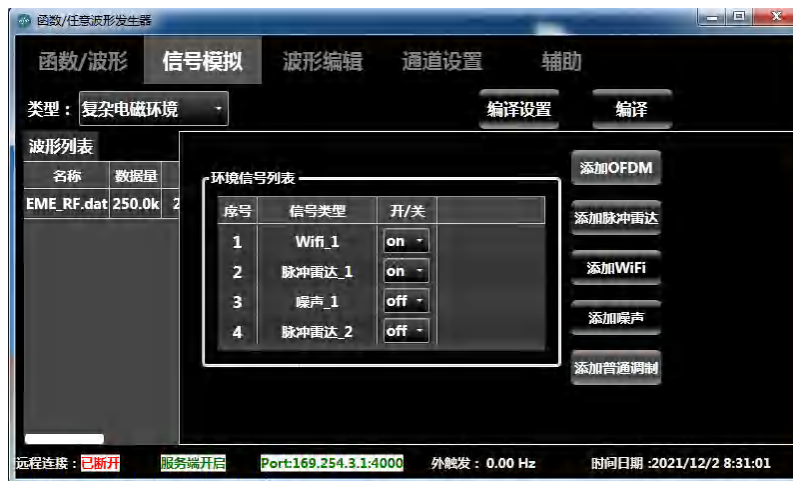 函数/任意波形发生器
函数/波形 信号模拟 波形编辑 通道设置 辅助
类型： 复杂电磁环境 编译设置 编译
波形列表
名称 数据量
EME_RF.dat 250.0k 2
环境信号列表
序号 信号类型 开/关
1 Wifi_1 on
2 脉冲雷达_1 on
3 噪声_1 off
4 脉冲雷达_2 off
添加OFDM
添加脉冲雷达
添加WiFi
添加噪声
添加普通调制
远程连接：已断开 服务端开启 Port:169.254.3.1:4000 外触发： 0.00 Hz 时间日期 :2021/12/2 8:31:01